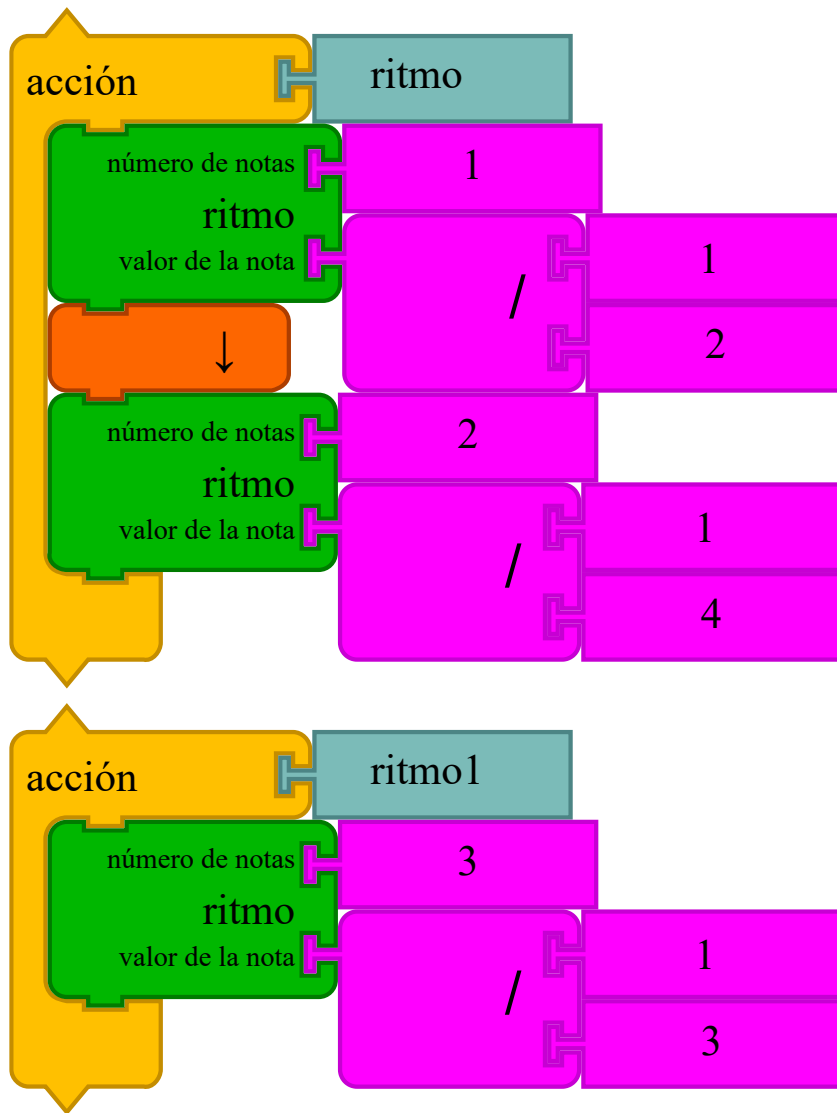 acción ritmo
número de notas 1
ritmo
valor de la nota / 1
2
↓
número de notas 2
ritmo
valor de la nota / 1
4
acción ritmo1
número de notas 3
ritmo
valor de la nota / 1
3